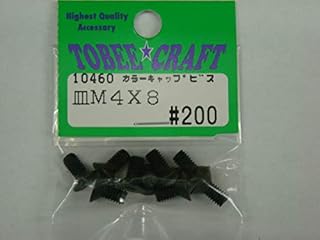 Highest Quality
Accessory
TOBEE★CRAFT
10460 カラーキャップビス
皿M4X8
#200